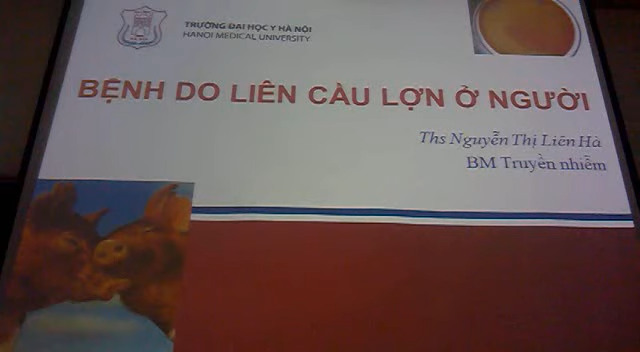 TRƯỜNG ĐẠI HỌC Y HÀ NỘI
HANOI MEDICAL UNIVERSITY
BỆNH DO LIÊN CẦU LỢN Ở NGƯỜI
Ths Nguyễn Thị Liên Hà
BM Truyền nhiễm